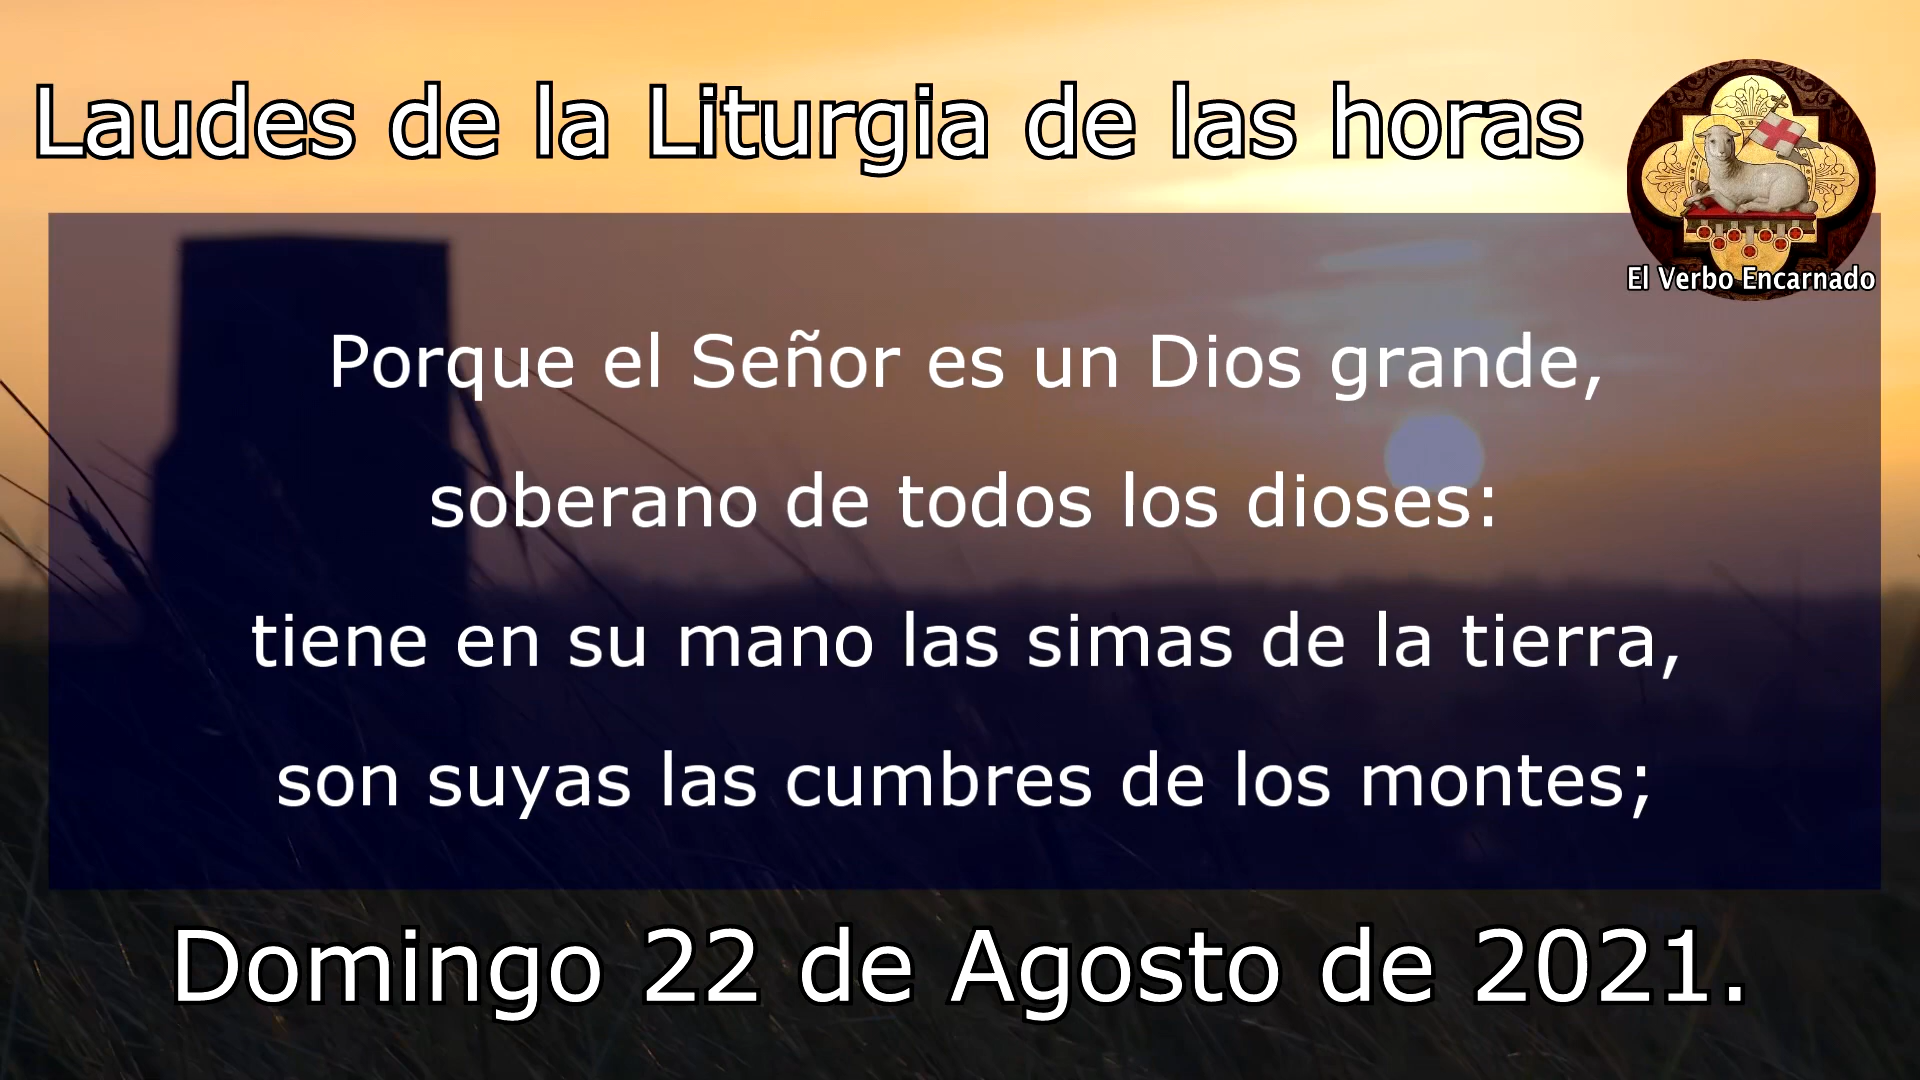 Laudes de la Liturgia de las horas
El Verbo Encarnado
Porque el Señor es un Dios grande,
soberano de todos los dioses:
tiene en su mano las simas de la tierra,
son suyas las cumbres de los montes;
Domingo 22 de Agosto de 2021.